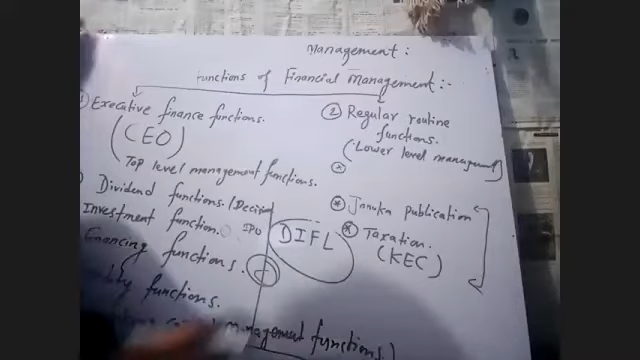 Management:
Functions of Financial Management:-
Executive finance functions.
(CEO)
Top level management functions.
Dividend functions. (Decision
Investment function. IPO
Financing functions.
functions.
management functions.)
DIFL
② Regular routine
functions.
(Lower level management)
Januka publication
Taxation.
(KEC)